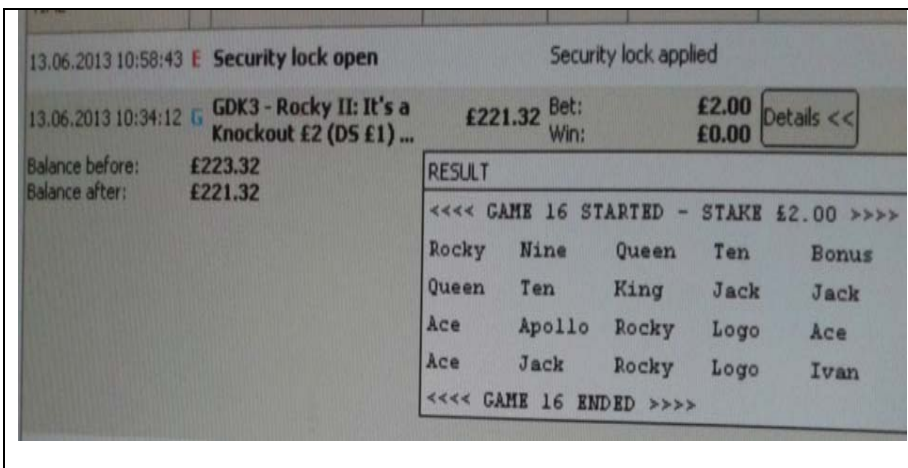 13.06.2013 10:58:43 E Security lock open Security lock applied
13.06.2013 10:34:12 G GDK3 - Rocky II: It's a £221.32 Bet: £2.00 Details <<
Knockout £2 (DS £1) ... Win: £0.00
Balance before: £223.32
Balance after: £221.32
RESULT
<<<< GAME 16 STARTED - STAKE £2.00 >>>>
Rocky Nine Queen Ten Bonus
Queen Ten King Jack Jack
Ace Apollo Rocky Logo Ace
Ace Jack Rocky Logo Ivan
<<<< GAME 16 ENDED >>>>